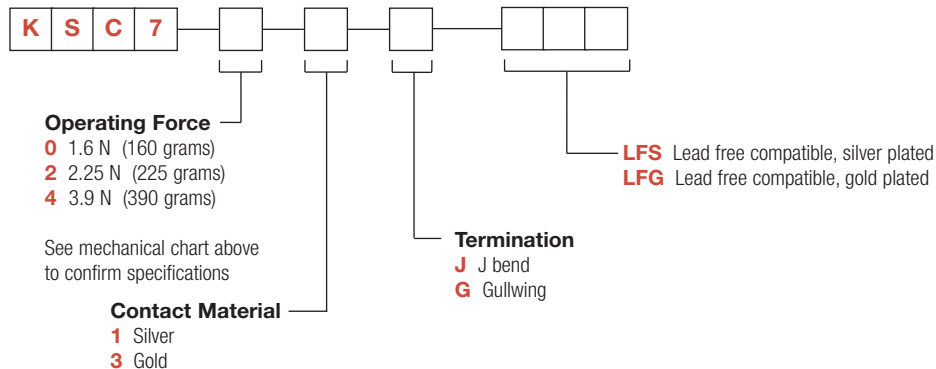 K S C 7
Operating Force
0 1.6 N (160 grams)
2 2.25 N (225 grams)
4 3.9 N (390 grams)
See mechanical chart above
to confirm specifications
Contact Material
1 Silver
3 Gold
Termination
J J bend
G Gullwing
LFS Lead free compatible, silver plated
LFG Lead free compatible, gold plated